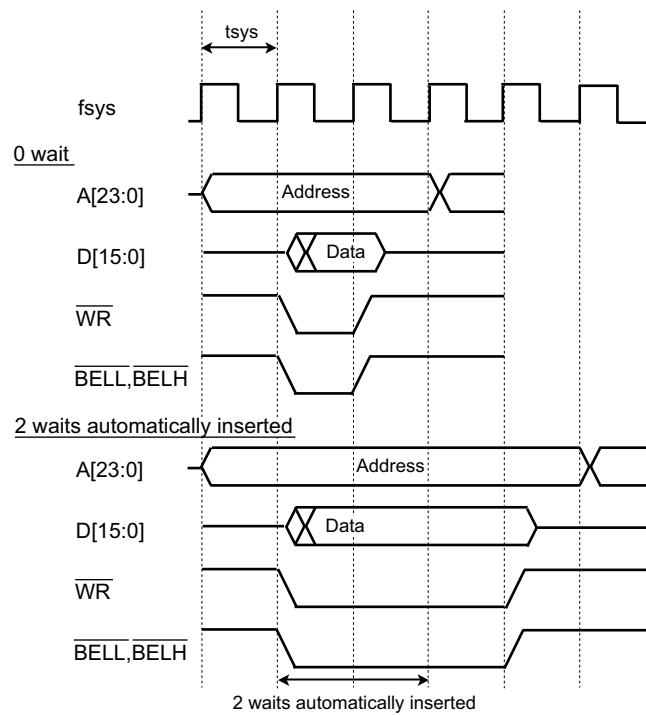 tsys
fsys
0 wait
A[23:0]
Address
D[15:0]
Data
WR
BELL,BELH
2 waits automatically inserted
A[23:0]
Address
D[15:0]
Data
WR
BELL,BELH
2 waits automatically inserted